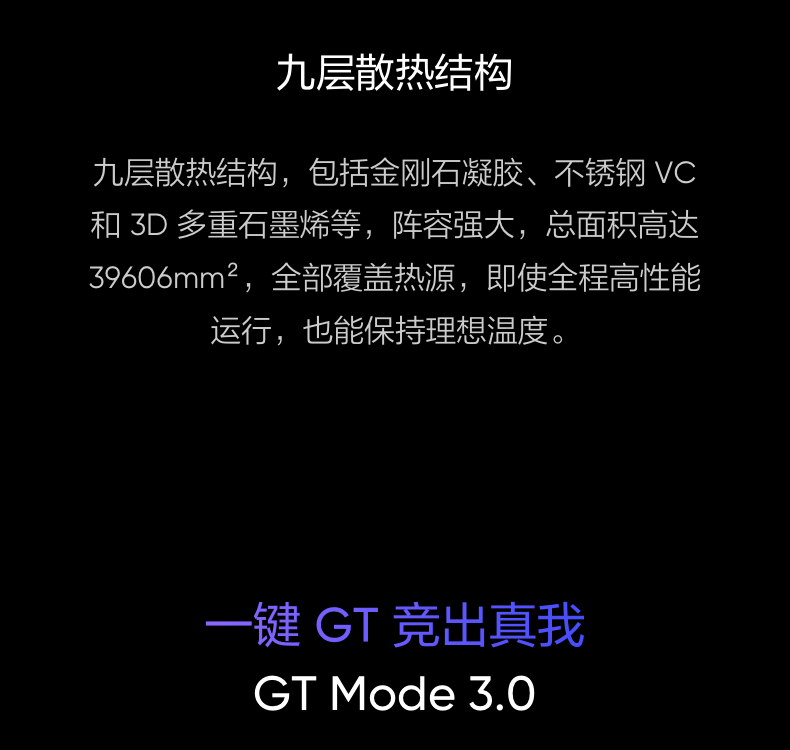 九层散热结构
九层散热结构，包括金刚石凝胶、不锈钢 VC
和 3D 多重石墨烯等，阵容强大，总面积高达
39606mm²，全部覆盖热源，即使全程高性能
运行，也能保持理想温度。
一键 GT 竞出真我
GT Mode 3.0